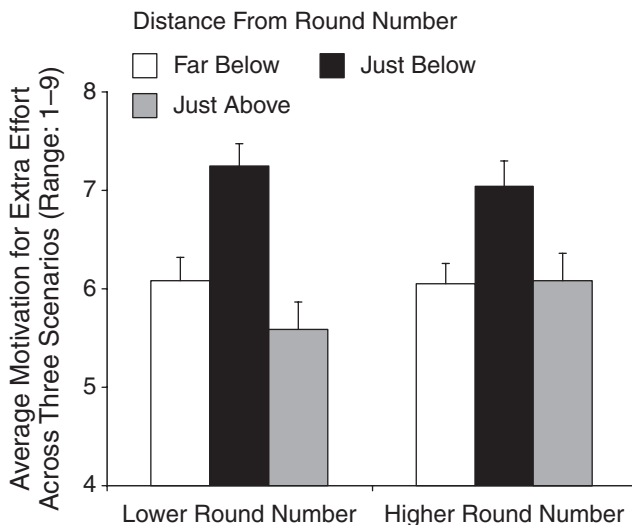 Distance From Round Number
Far Below
Just Below
Just Above
Average Motivation for Extra Effort
Across Three Scenarios (Range: 1–9)
8
7
6
5
4
Lower Round Number
Higher Round Number